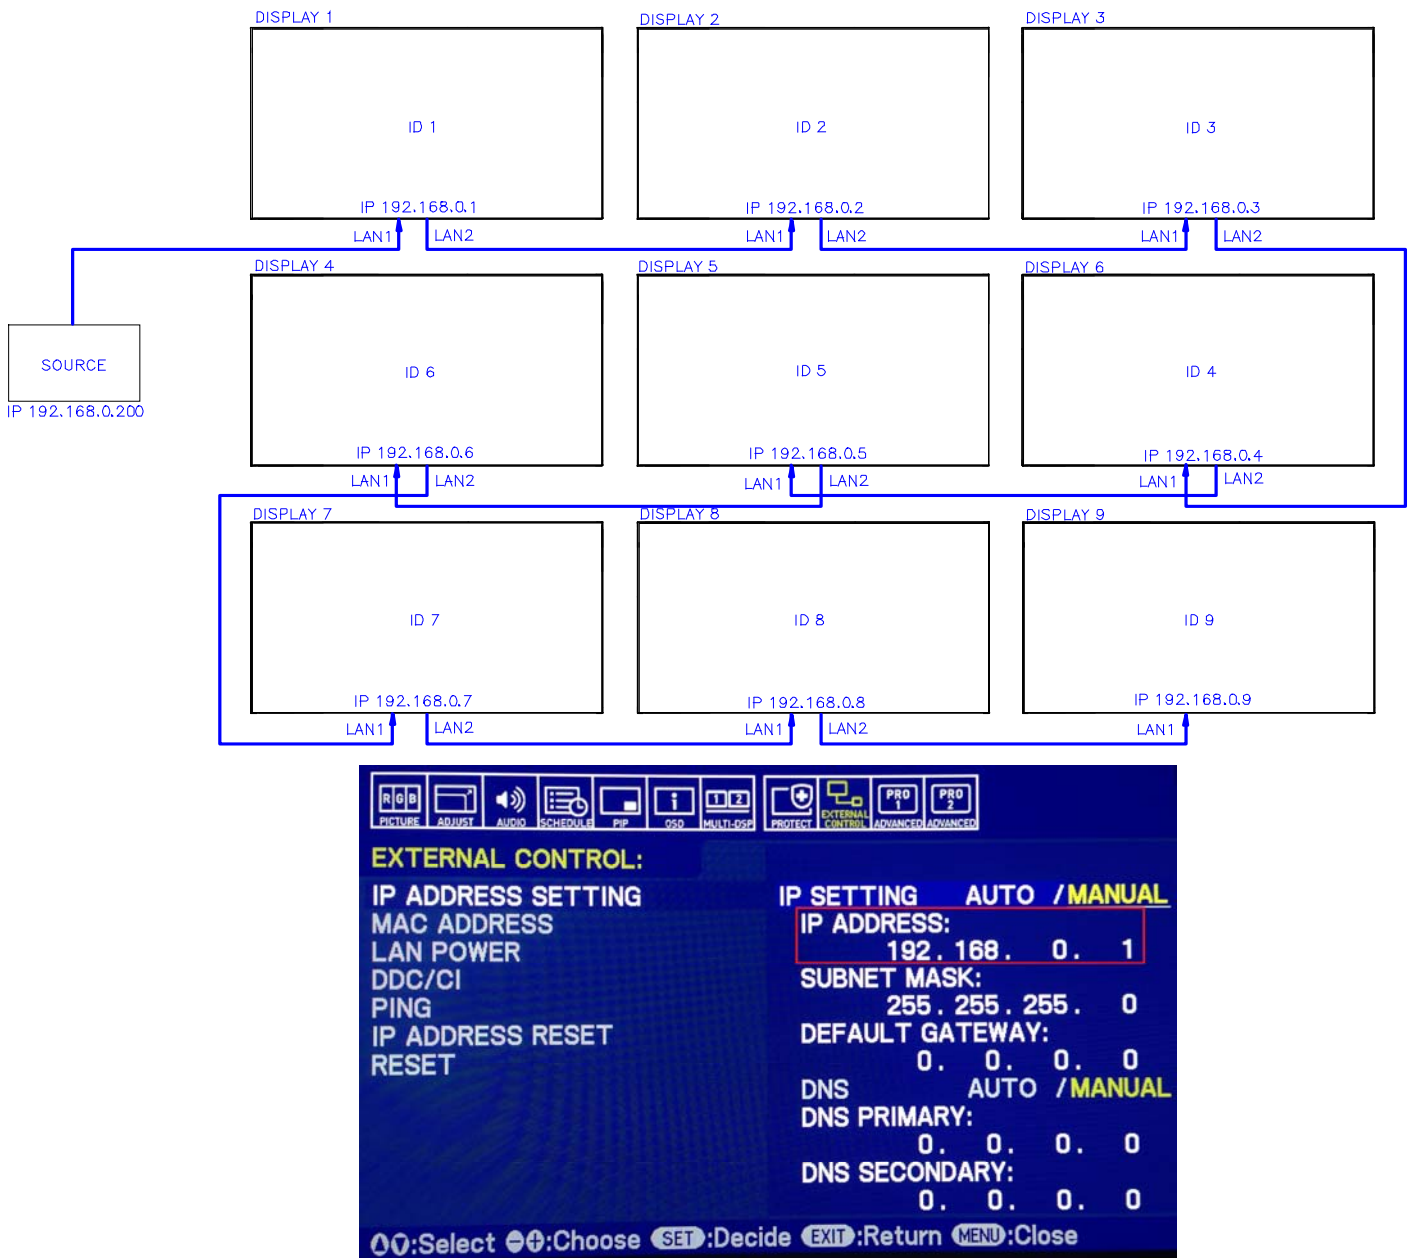 DISPLAY 1
DISPLAY 2
DISPLAY 3
ID 1
ID 2
ID 3
IP 192.168.0.1
IP 192.168.0.2
IP 192.168.0.3
LAN1
LAN2
LAN1
LAN2
LAN1
LAN2
DISPLAY 4
DISPLAY 5
DISPLAY 6
SOURCE
IP 192.168.0.200
ID 6
ID 5
ID 4
IP 192.168.0.6
IP 192.168.0.5
IP 192.168.0.4
LAN1
LAN2
LAN1
LAN2
LAN1
LAN2
DISPLAY 7
DISPLAY 8
DISPLAY 9
ID 7
ID 8
ID 9
IP 192.168.0.7
IP 192.168.0.8
IP 192.168.0.9
LAN1
LAN2
LAN1
LAN2
LAN1
RGB
PICTURE
ADJUST
AUDIO
SCHEDULE
PIP
i
OSD
1 2
MULTI-DSP
PROTECT
EXTERNAL
CONTROL
PRO
1
ADVANCED
PRO
2
ADVANCED
EXTERNAL CONTROL:
IP ADDRESS SETTING
MAC ADDRESS
LAN POWER
DDC/CI
PING
IP ADDRESS RESET
RESET
IP SETTING AUTO /MANUAL
IP ADDRESS:
192. 168. 0. 1
SUBNET MASK:
255. 255. 255. 0
DEFAULT GATEWAY:
0. 0. 0. 0
DNS AUTO /MANUAL
DNS PRIMARY:
0. 0. 0. 0
DNS SECONDARY:
0. 0. 0. 0
:Select :Choose SET:Decide EXIT:Return MENU:Close